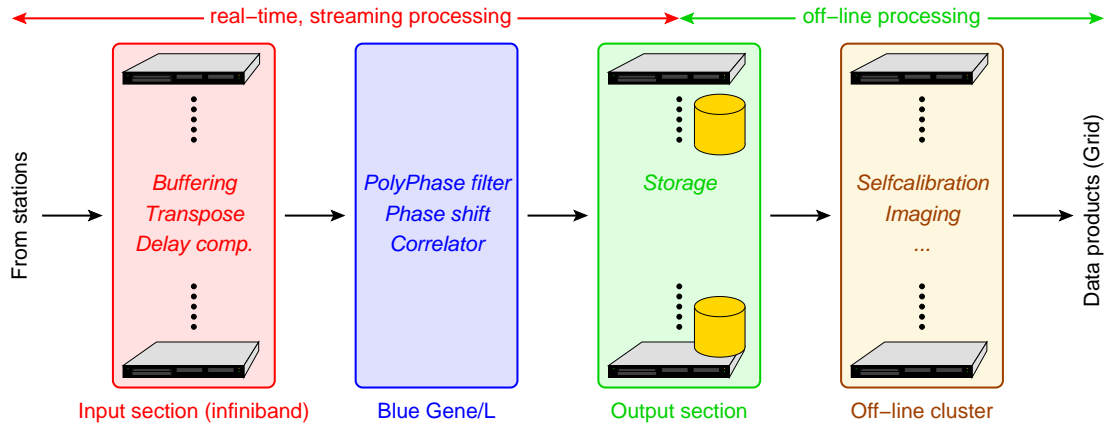 real−time, streaming processing
off−line processing
From stations
Buffering
Transpose
Delay comp.
PolyPhase filter
Phase shift
Correlator
Storage
Selfcalibration
Imaging
...
Data products (Grid)
Input section (infiniband)
Blue Gene/L
Output section
Off−line cluster